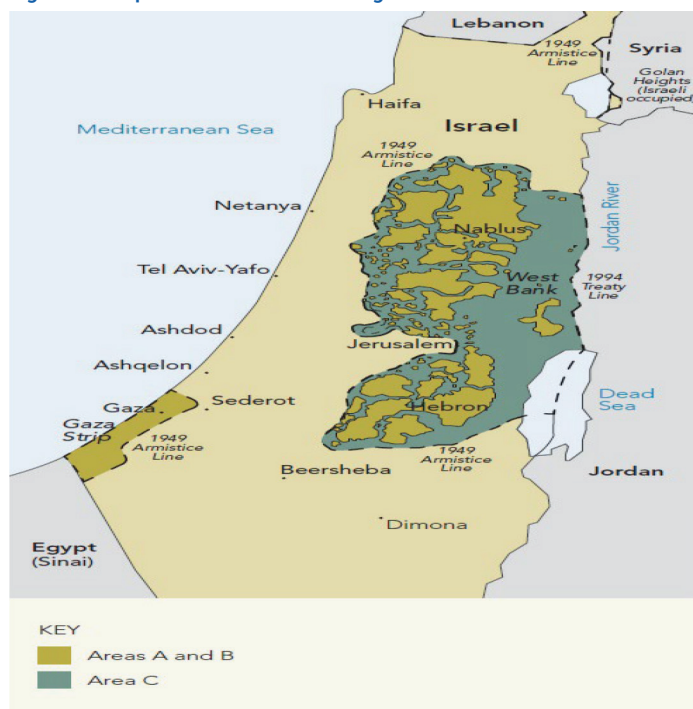 Lebanon
1949
Armistice
Line
Syria
Golan
Heights
(Israeli
occupied)
Haifa
Israel
Mediterranean Sea
1949
Armistice
Line
Netanya
Nablus
Jordan River
West
Bank
1994
Treaty
Line
Tel Aviv-Yafo
Ashdod
Jerusalem
Ashqelon
Gaza
Sederot
Hebron
Dead
Sea
Gaza
Strip
1949
Armistice
Line
1949
Armistice
Line
Beersheba
Jordan
Dimona
Egypt
(Sinai)
KEY
Areas A and B
Area C